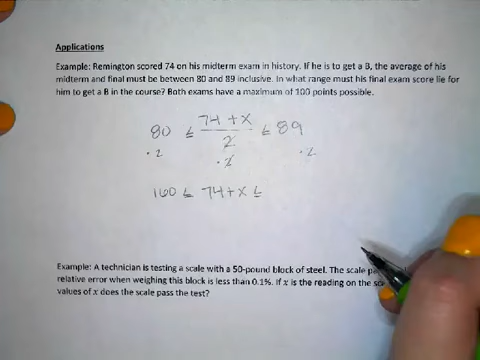 Applications
Example: Remington scored 74 on his midterm exam in history. If he is to get a B, the average of his
midterm and final must be between 80 and 89 inclusive. In what range must his final exam score lie for
him to get a B in the course? Both exams have a maximum of 100 points possible.
80 ≤ (74 + x)/2 ≤ 89
·2 ·2 ·2
160 ≤ 74 + x ≤
Example: A technician is testing a scale with a 50-pound block of steel. The scale
relative error when weighing this block is less than 0.1%. If x is the reading on the
values of x does the scale pass the test?